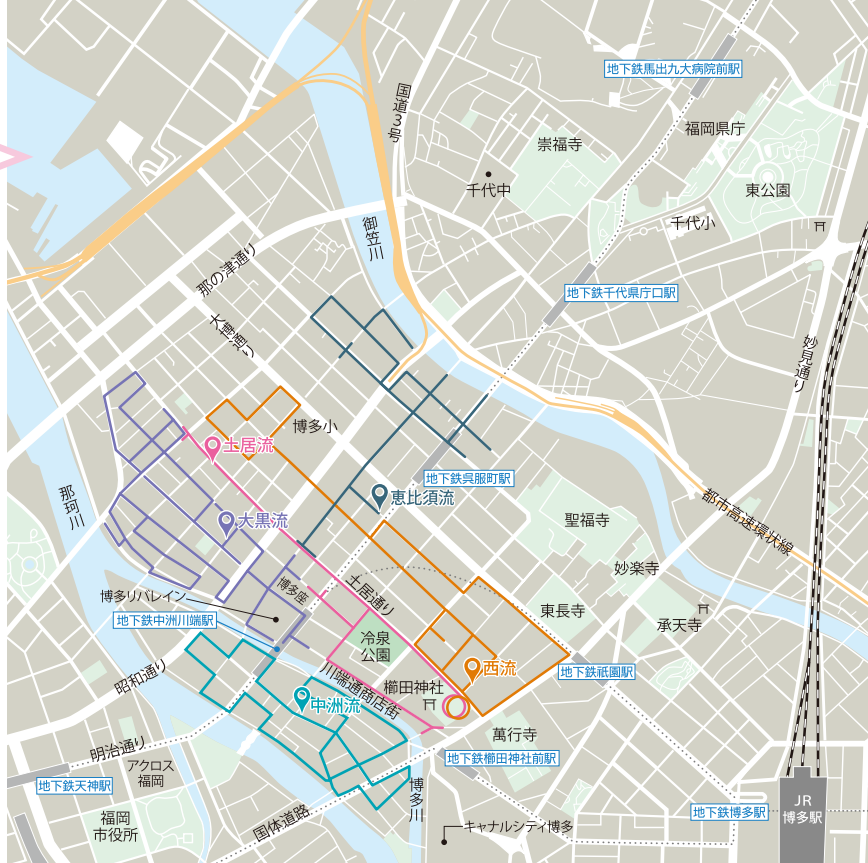 地下鉄馬出九大病院前駅
国道3号
福岡県庁
崇福寺
千代中
東公園
千代小
御笠川
那の津通り
地下鉄千代県庁口駅
大博通り
妙見通り
博多小
土居流
地下鉄呉服町駅
恵比須流
那珂川
大黒流
都市高速環状線
聖福寺
妙楽寺
博多座
土居通り
博多リバレイン
地下鉄中洲川端駅
東長寺
承天寺
冷泉
公園
西流
地下鉄祇園駅
昭和通り
川端通商店街
櫛田神社
中洲流
萬行寺
明治通り
地下鉄櫛田神社前駅
アクロス
福岡
地下鉄天神駅
博多川
JR
博多駅
地下鉄博多駅
福岡
市役所
国体道路
キャナルシティ博多